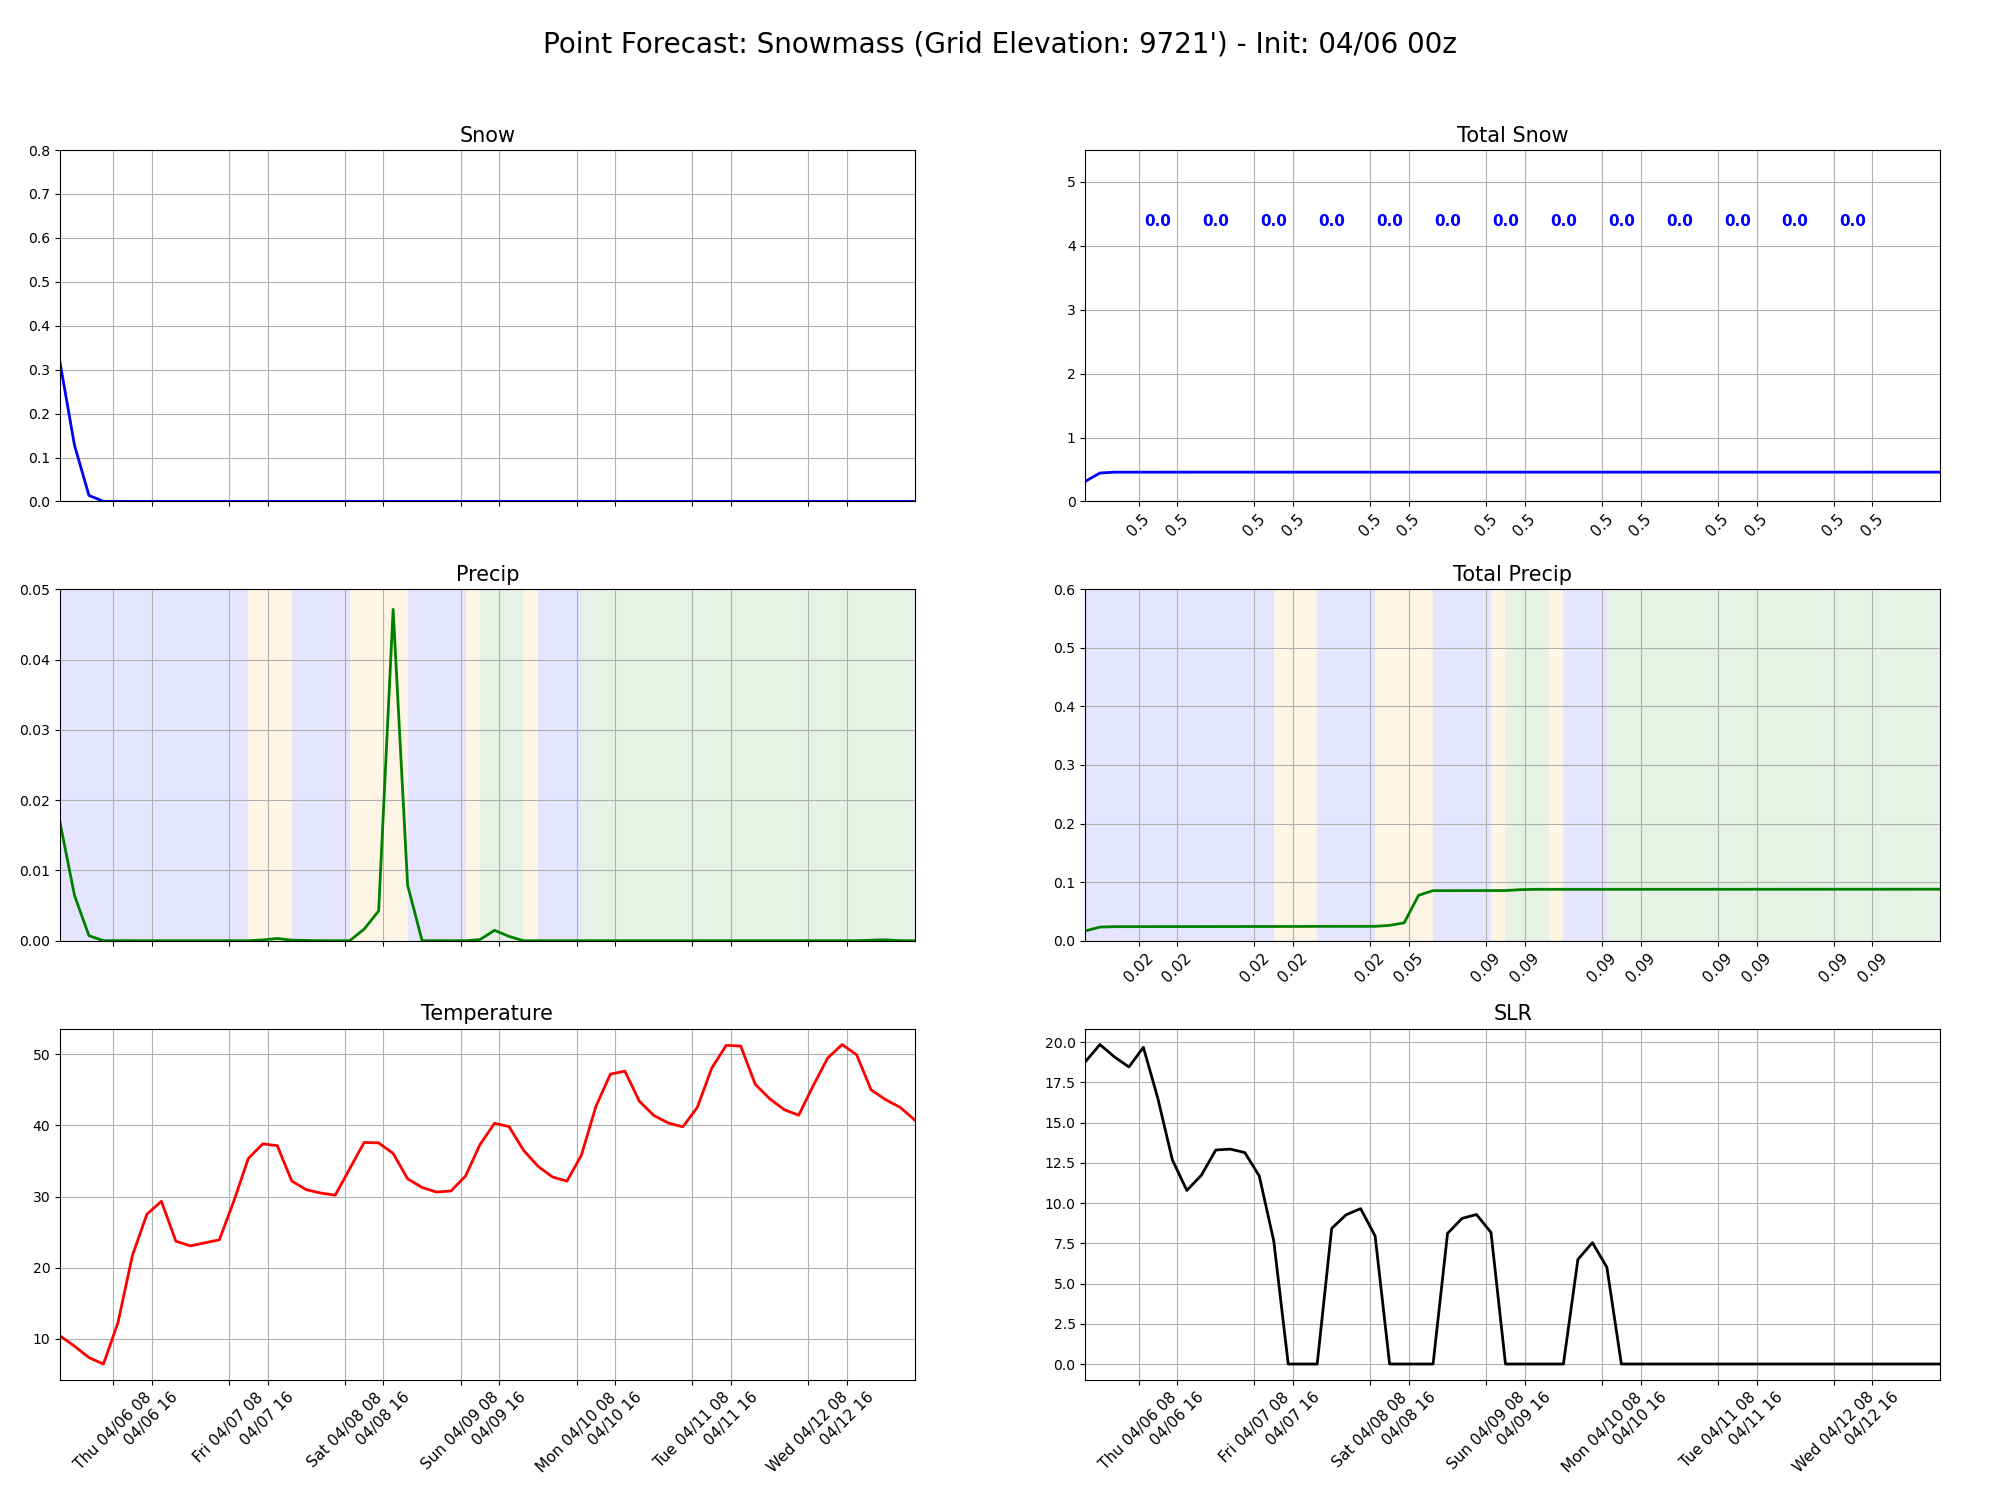 Point Forecast: Snowmass (Grid Elevation: 9721') - Init: 04/06 00z
Snow
0.8
0.7
0.6
0.5
0.4
0.3
0.2
0.1
0.0
Total Snow
5
4
3
2
1
0
0.0 0.0 0.0 0.0 0.0 0.0 0.0 0.0 0.0 0.0 0.0 0.0 0.0
0.5 0.5 0.5 0.5 0.5 0.5 0.5 0.5 0.5 0.5 0.5 0.5 0.5 0.5
Precip
0.05
0.04
0.03
0.02
0.01
0.00
Total Precip
0.6
0.5
0.4
0.3
0.2
0.1
0.0
0.02 0.02 0.02 0.02 0.02 0.05 0.09 0.09 0.09 0.09 0.09 0.09 0.09 0.09
Temperature
50
40
30
20
10
Thu 04/06 08
04/06 16
Fri 04/07 08
04/07 16
Sat 04/08 08
04/08 16
Sun 04/09 08
04/09 16
Mon 04/10 08
04/10 16
Tue 04/11 08
04/11 16
Wed 04/12 08
04/12 16
SLR
20.0
17.5
15.0
12.5
10.0
7.5
5.0
2.5
0.0
Thu 04/06 08
04/06 16
Fri 04/07 08
04/07 16
Sat 04/08 08
04/08 16
Sun 04/09 08
04/09 16
Mon 04/10 08
04/10 16
Tue 04/11 08
04/11 16
Wed 04/12 08
04/12 16